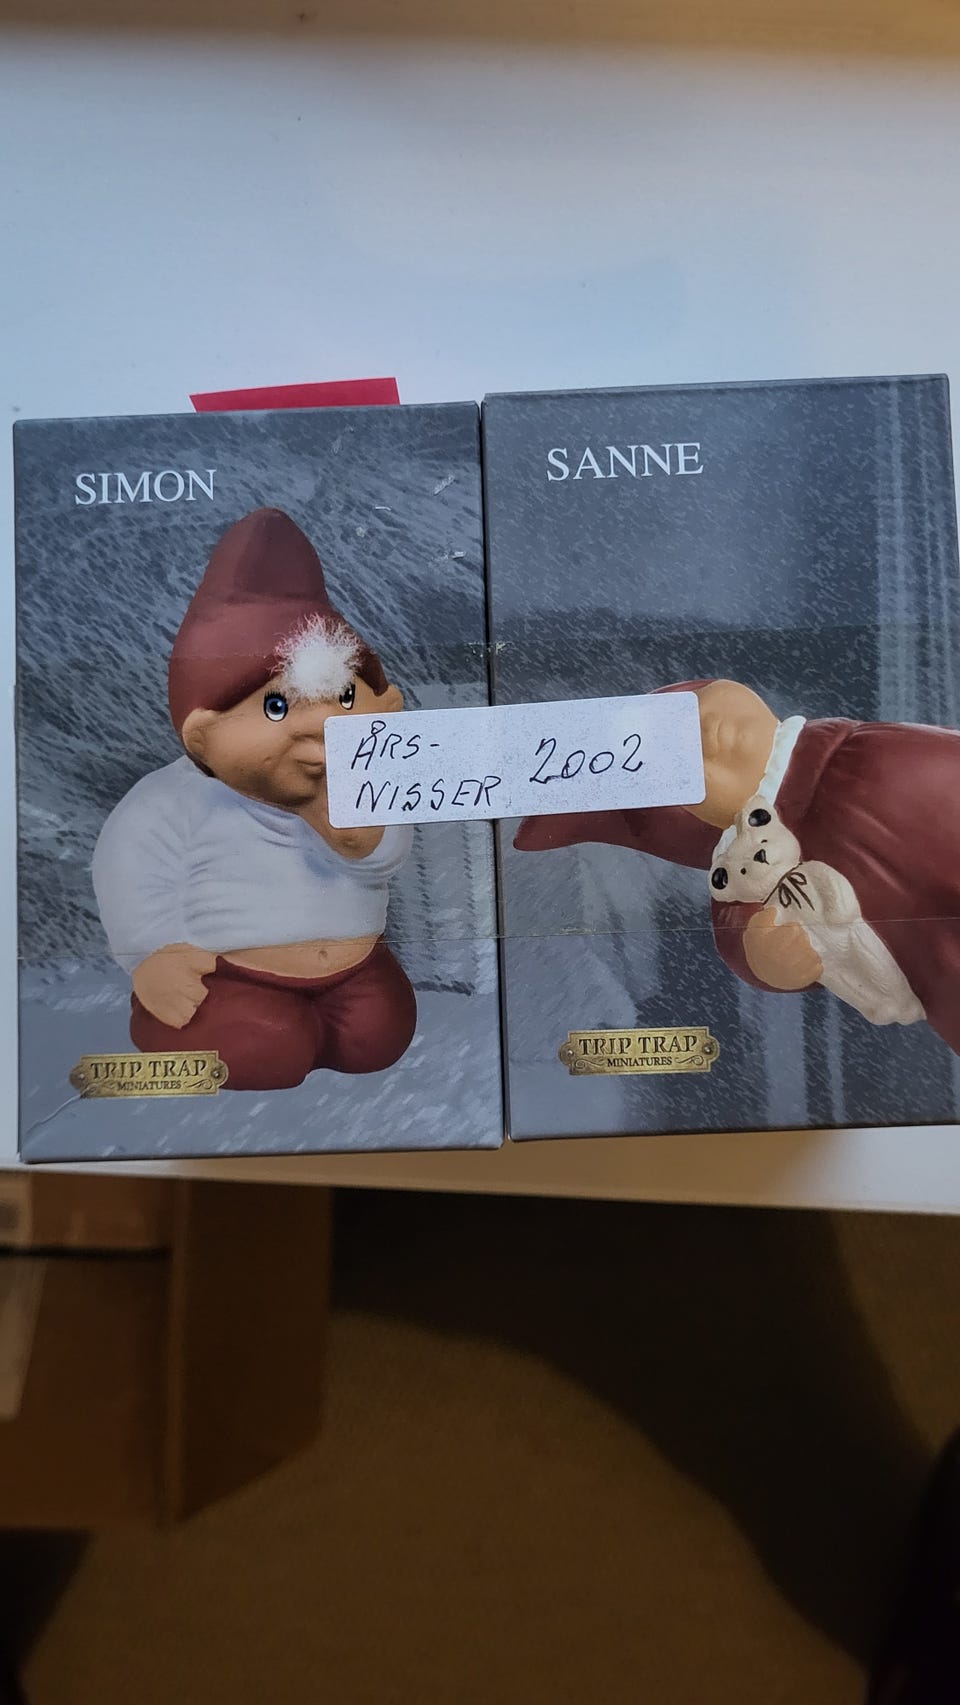 SIMON
SANNE
ÅRS-
NISSER 2002
TRIP TRAP
MINIATURES
TRIP TRAP
MINIATURES